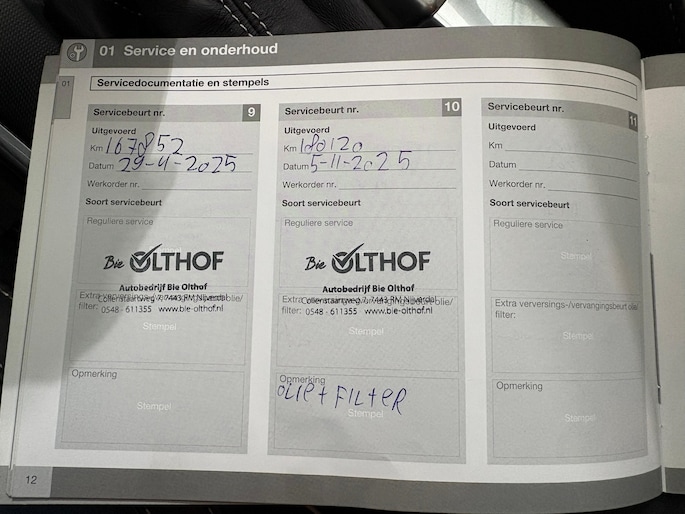 01 Service en onderhoud
01
Servicedocumentatie en stempels
Servicebeurt nr. 9
Uitgevoerd
Km 167852
Datum 29-4-2025
Werkorder nr.
Soort servicebeurt
Reguliere service
Stempel
Bie OLTHOF
Autobedrijf Bie Olthof
Collenstaartweg 7, 7443 RM Nijverdal
Extra
filter: 0548 - 611355 www.bie-olthof.nl
Stempel
Opmerking
Stempel
Servicebeurt nr. 10
Uitgevoerd
Km 180120
Datum 5-11-2025
Werkorder nr.
Soort servicebeurt
Reguliere service
Bie OLTHOF
Autobedrijf Bie Olthof
Collenstaartweg 7, 7443 RM Nijverdal
Extra
filter: 0548 - 611355 www.bie-olthof.nl
Stempel
Opmerking
OLIE + FILtER
Stempel
Servicebeurt nr. 11
Uitgevoerd
Km
Datum
Werkorder nr.
Soort servicebeurt
Reguliere service
Stempel
Extra verversings-/vervangingsbeurt olie/
filter:
Stempel
Opmerking
Stempel
12